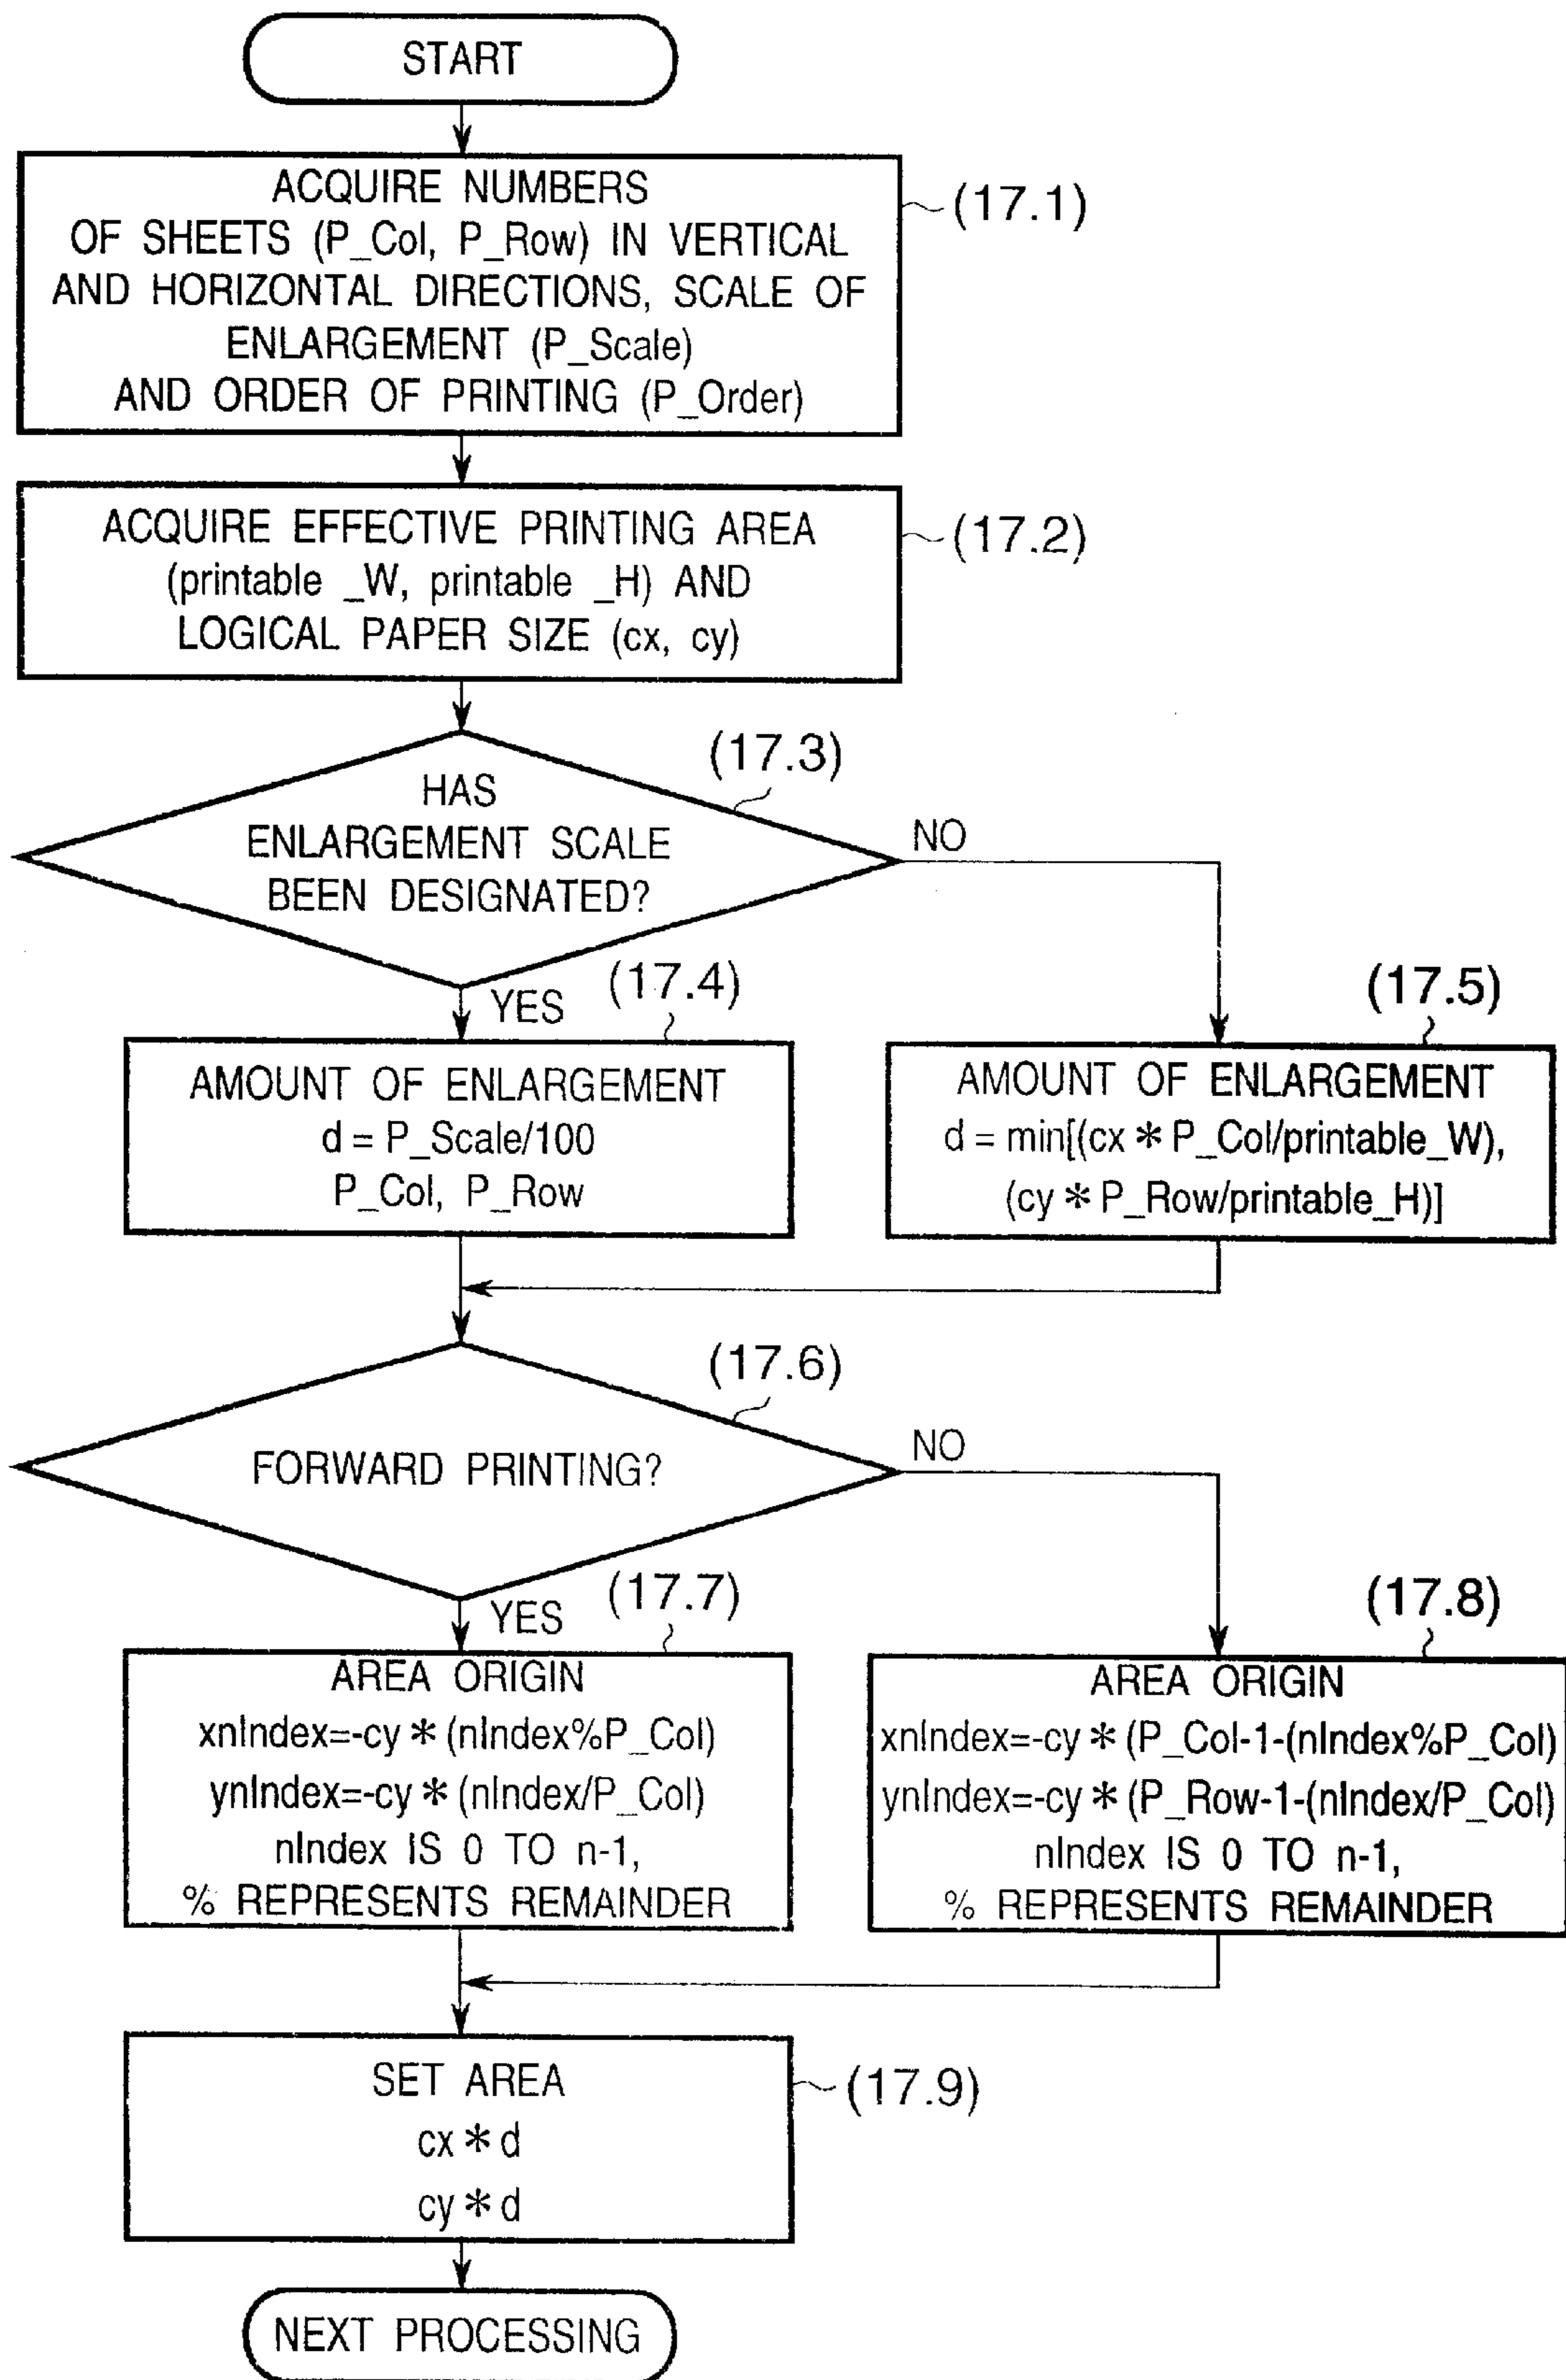 START
ACQUIRE NUMBERS
OF SHEETS (P_Col, P_Row) IN VERTICAL
AND HORIZONTAL DIRECTIONS, SCALE OF
ENLARGEMENT (P_Scale)
AND ORDER OF PRINTING (P_Order)
(17.1)
ACQUIRE EFFECTIVE PRINTING AREA
(printable _W, printable _H) AND
LOGICAL PAPER SIZE (cx, cy)
(17.2)
(17.3)
HAS
ENLARGEMENT SCALE
BEEN DESIGNATED?
NO
YES
(17.4)
AMOUNT OF ENLARGEMENT
d = P_Scale/100
P_Col, P_Row
(17.5)
AMOUNT OF ENLARGEMENT
d = min[(cx * P_Col/printable_W),
(cy * P_Row/printable_H)]
(17.6)
FORWARD PRINTING?
NO
YES
(17.7)
AREA ORIGIN
xnIndex=-cy * (nIndex%P_Col)
ynIndex=-cy * (nIndex/P_Col)
nIndex IS 0 TO n-1,
% REPRESENTS REMAINDER
(17.8)
AREA ORIGIN
xnIndex=-cy * (P_Col-1-(nIndex%P_Col)
ynIndex=-cy * (P_Row-1-(nIndex/P_Col)
nIndex IS 0 TO n-1,
% REPRESENTS REMAINDER
SET AREA
cx * d
cy * d
(17.9)
NEXT PROCESSING